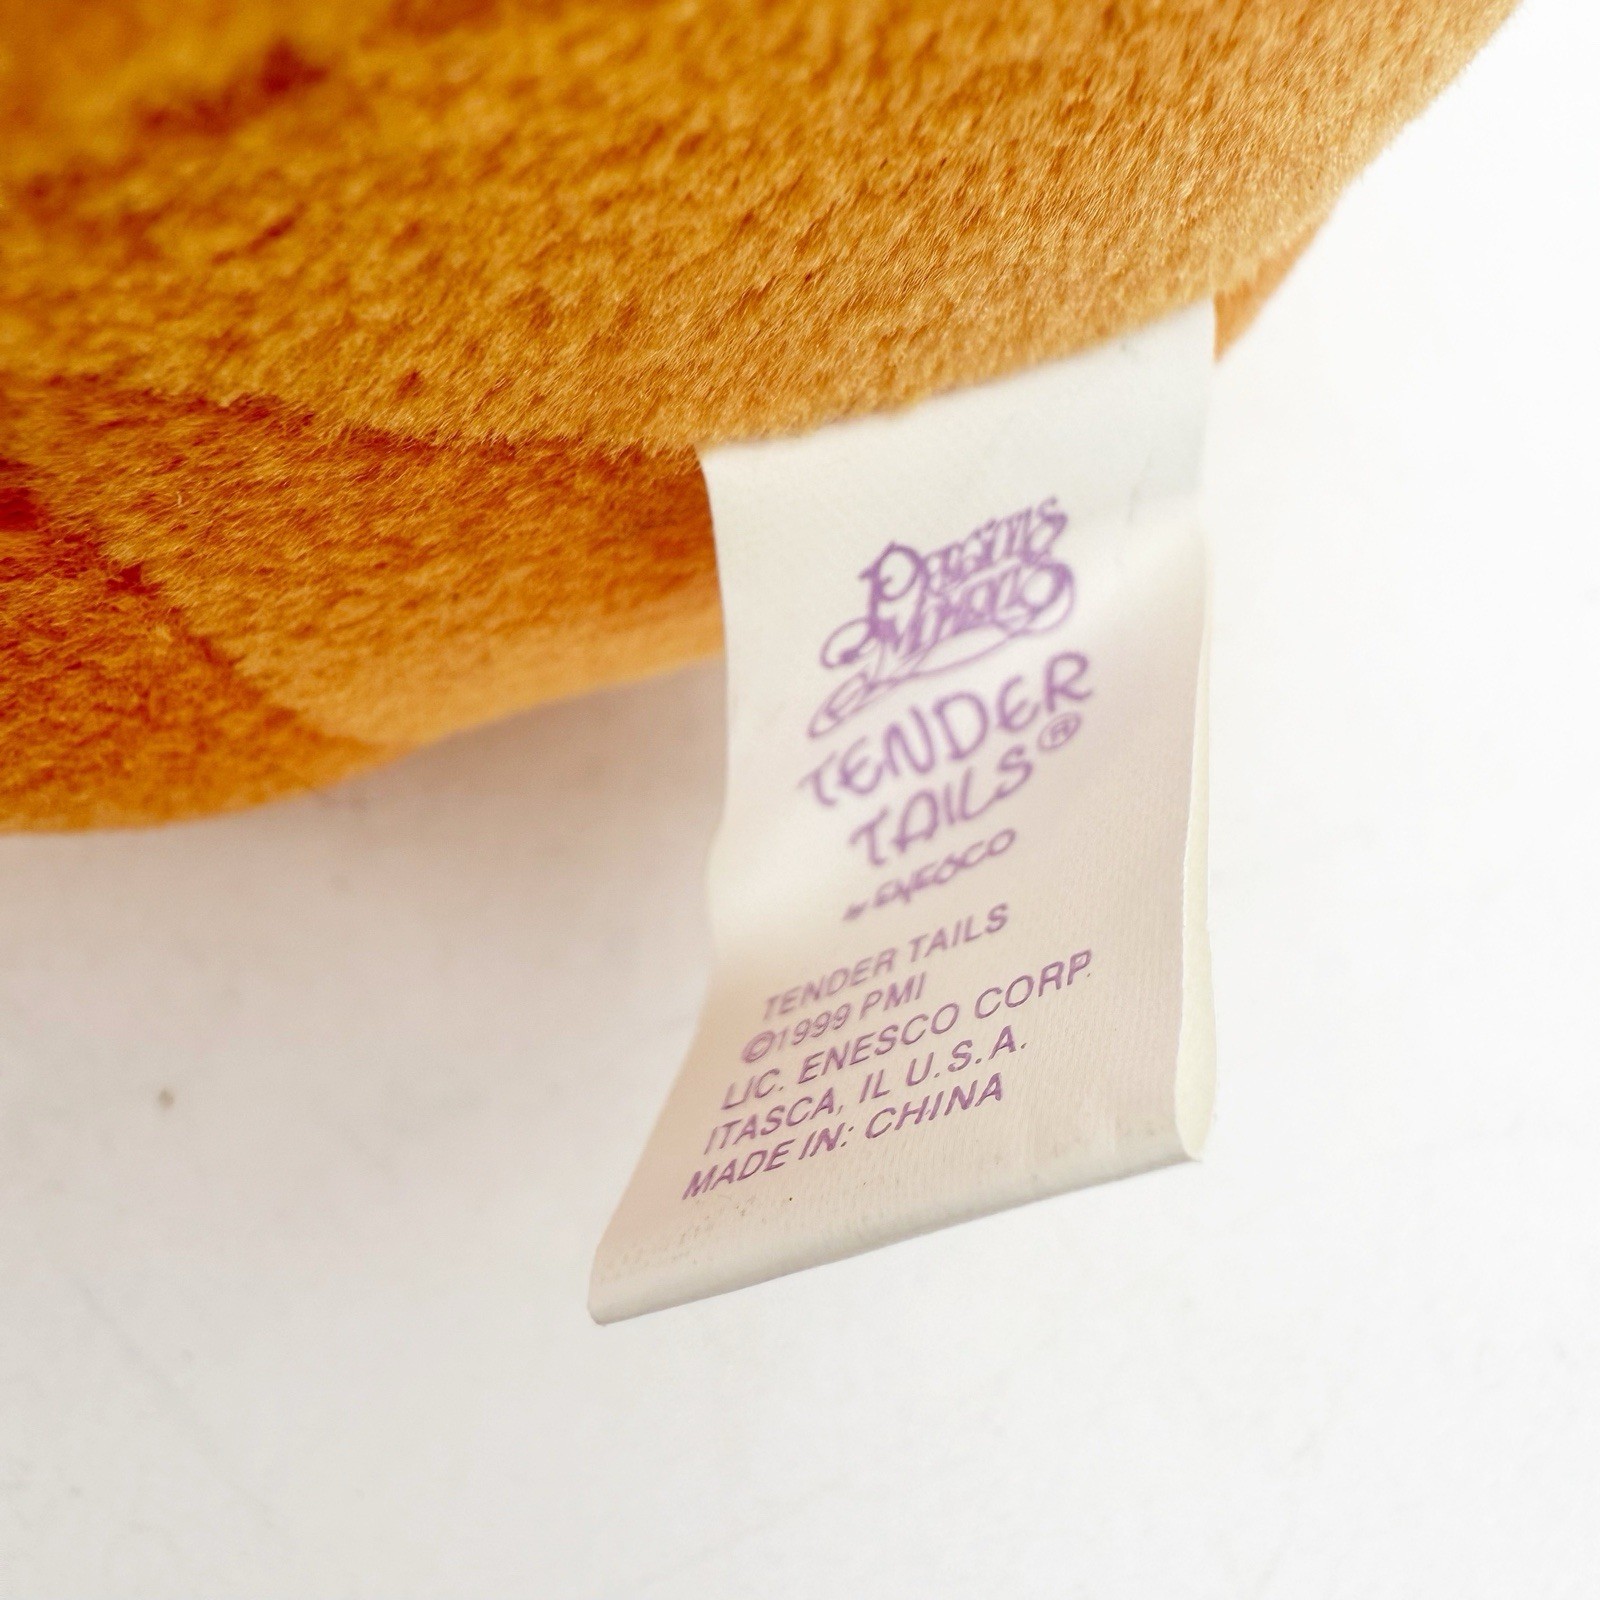 Precious
Moments
TENDER
TAILS®
by ENESCO
TENDER TAILS
©1999 PMI
LIC. ENESCO CORP.
ITASCA, IL U.S.A.
MADE IN: CHINA